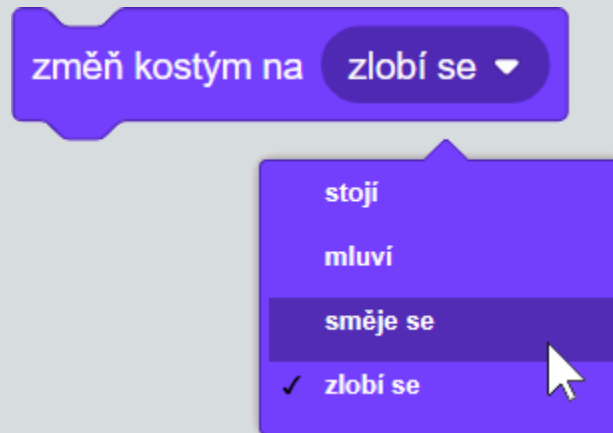 změň kostým na zlobí se
stojí
mluví
směje se
✓ zlobí se